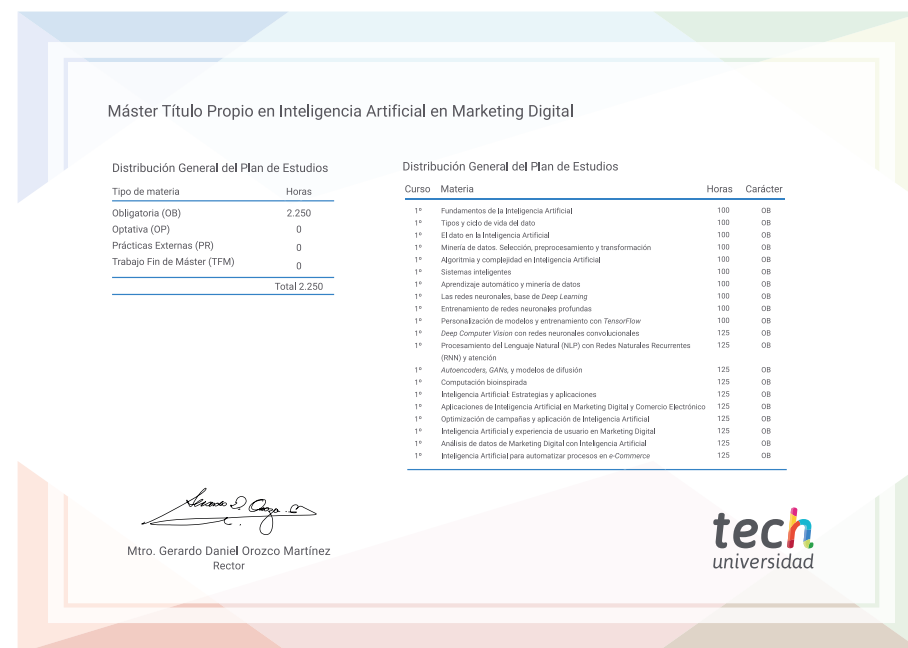 Máster Título Propio en Inteligencia Artificial en Marketing Digital
Distribución General del Plan de Estudios
Tipo de materia Horas
Obligatoria (OB) 2.250
Optativa (OP) 0
Prácticas Externas (PR) 0
Trabajo Fin de Máster (TFM) 0
Total 2.250
Distribución General del Plan de Estudios
Curso Materia Horas Carácter
1º Fundamentos de la Inteligencia Artificial 100 OB
1º Tipos y ciclo de vida del dato 100 OB
1º El dato en la Inteligencia Artificial 100 OB
1º Minería de datos. Selección, preprocesamiento y transformación 100 OB
1º Algoritmia y complejidad en Inteligencia Artificial 100 OB
1º Sistemas inteligentes 100 OB
1º Aprendizaje automático y minería de datos 100 OB
1º Las redes neuronales, base de Deep Learning 100 OB
1º Entrenamiento de redes neuronales profundas 100 OB
1º Personalización de modelos y entrenamiento con TensorFlow 100 OB
1º Deep Computer Vision con redes neuronales convolucionales 125 OB
1º Procesamiento del Lenguaje Natural (NLP) con Redes Naturales Recurrentes 125 OB
(RNN) y atención
1º Autoencoders, GANs, y modelos de difusión 125 OB
1º Computación bioinspirada 125 OB
1º Inteligencia Artificial: Estrategias y aplicaciones 125 OB
1º Aplicaciones de Inteligencia Artificial en Marketing Digital y Comercio Electrónico 125 OB
1º Optimización de campañas y aplicación de Inteligencia Artificial 125 OB
1º Inteligencia Artificial y experiencia de usuario en Marketing Digital 125 OB
1º Análisis de datos de Marketing Digital con Inteligencia Artificial 125 OB
1º Inteligencia Artificial para automatizar procesos en e-Commerce 125 OB
Mtro. Gerardo Daniel Orozco Martínez
Rector
tech
universidad